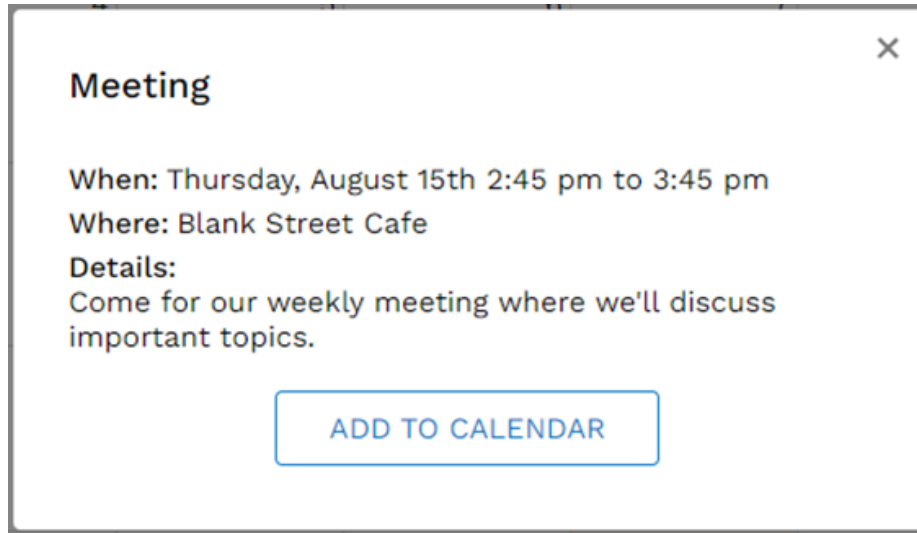 Meeting
When: Thursday, August 15th 2:45 pm to 3:45 pm
Where: Blank Street Cafe
Details:
Come for our weekly meeting where we'll discuss
important topics.
ADD TO CALENDAR